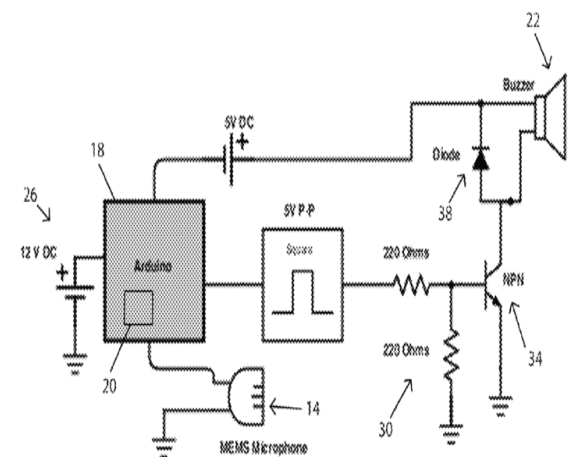 22
Buzzer
5V DC
+
18
Diode
38
26
12 V DC
+
5V P-P
Square
220 Ohms
Arduino
NPN
220 Ohms
34
20
14
30
MEMS Microphone